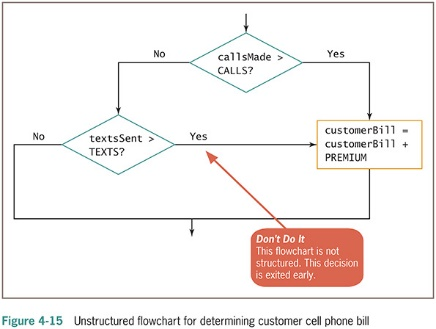 callsMade >
CALLS?
No
Yes
textsSent >
TEXTS?
No
Yes
customerBill =
customerBill +
PREMIUM
Don't Do It
This flowchart is not
structured. This decision
is exited early.
Figure 4-15 Unstructured flowchart for determining customer cell phone bill